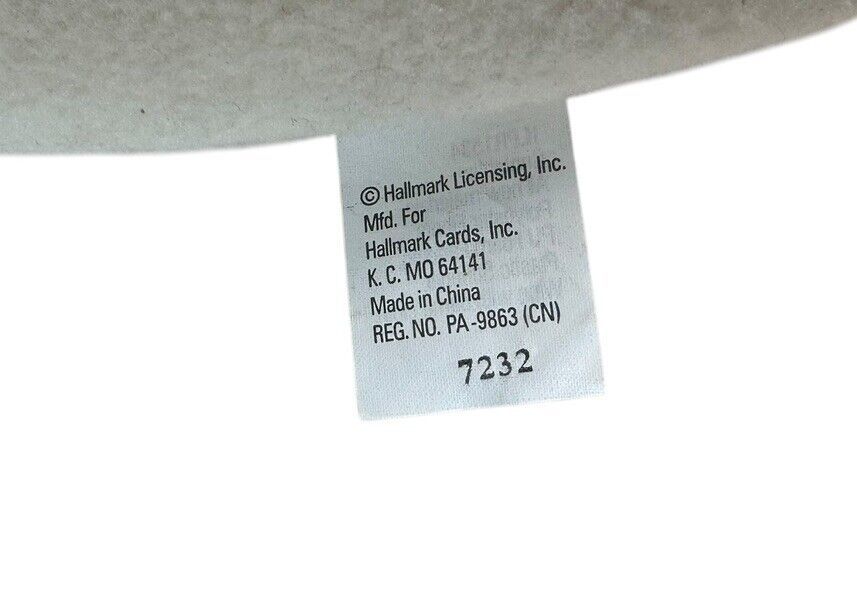 © Hallmark Licensing, Inc.
Mfd. For
Hallmark Cards, Inc.
K. C. MO 64141
Made in China
REG. NO. PA-9863 (CN)
7232